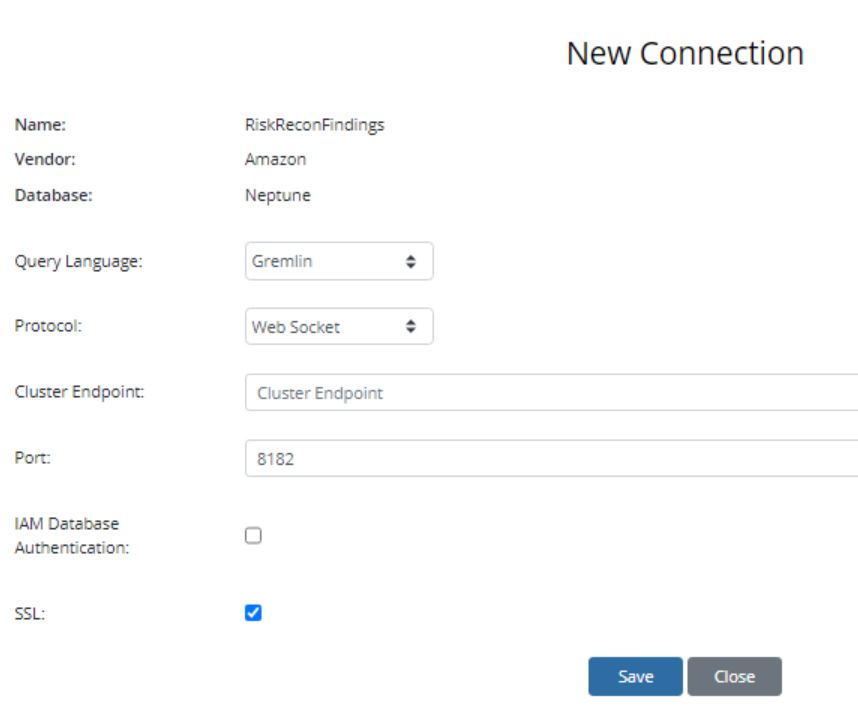 New Connection
Name: RiskReconFindings
Vendor: Amazon
Database: Neptune
Query Language: Gremlin
Protocol: Web Socket
Cluster Endpoint: Cluster Endpoint
Port: 8182
IAM Database
Authentication:
SSL:
Save Close